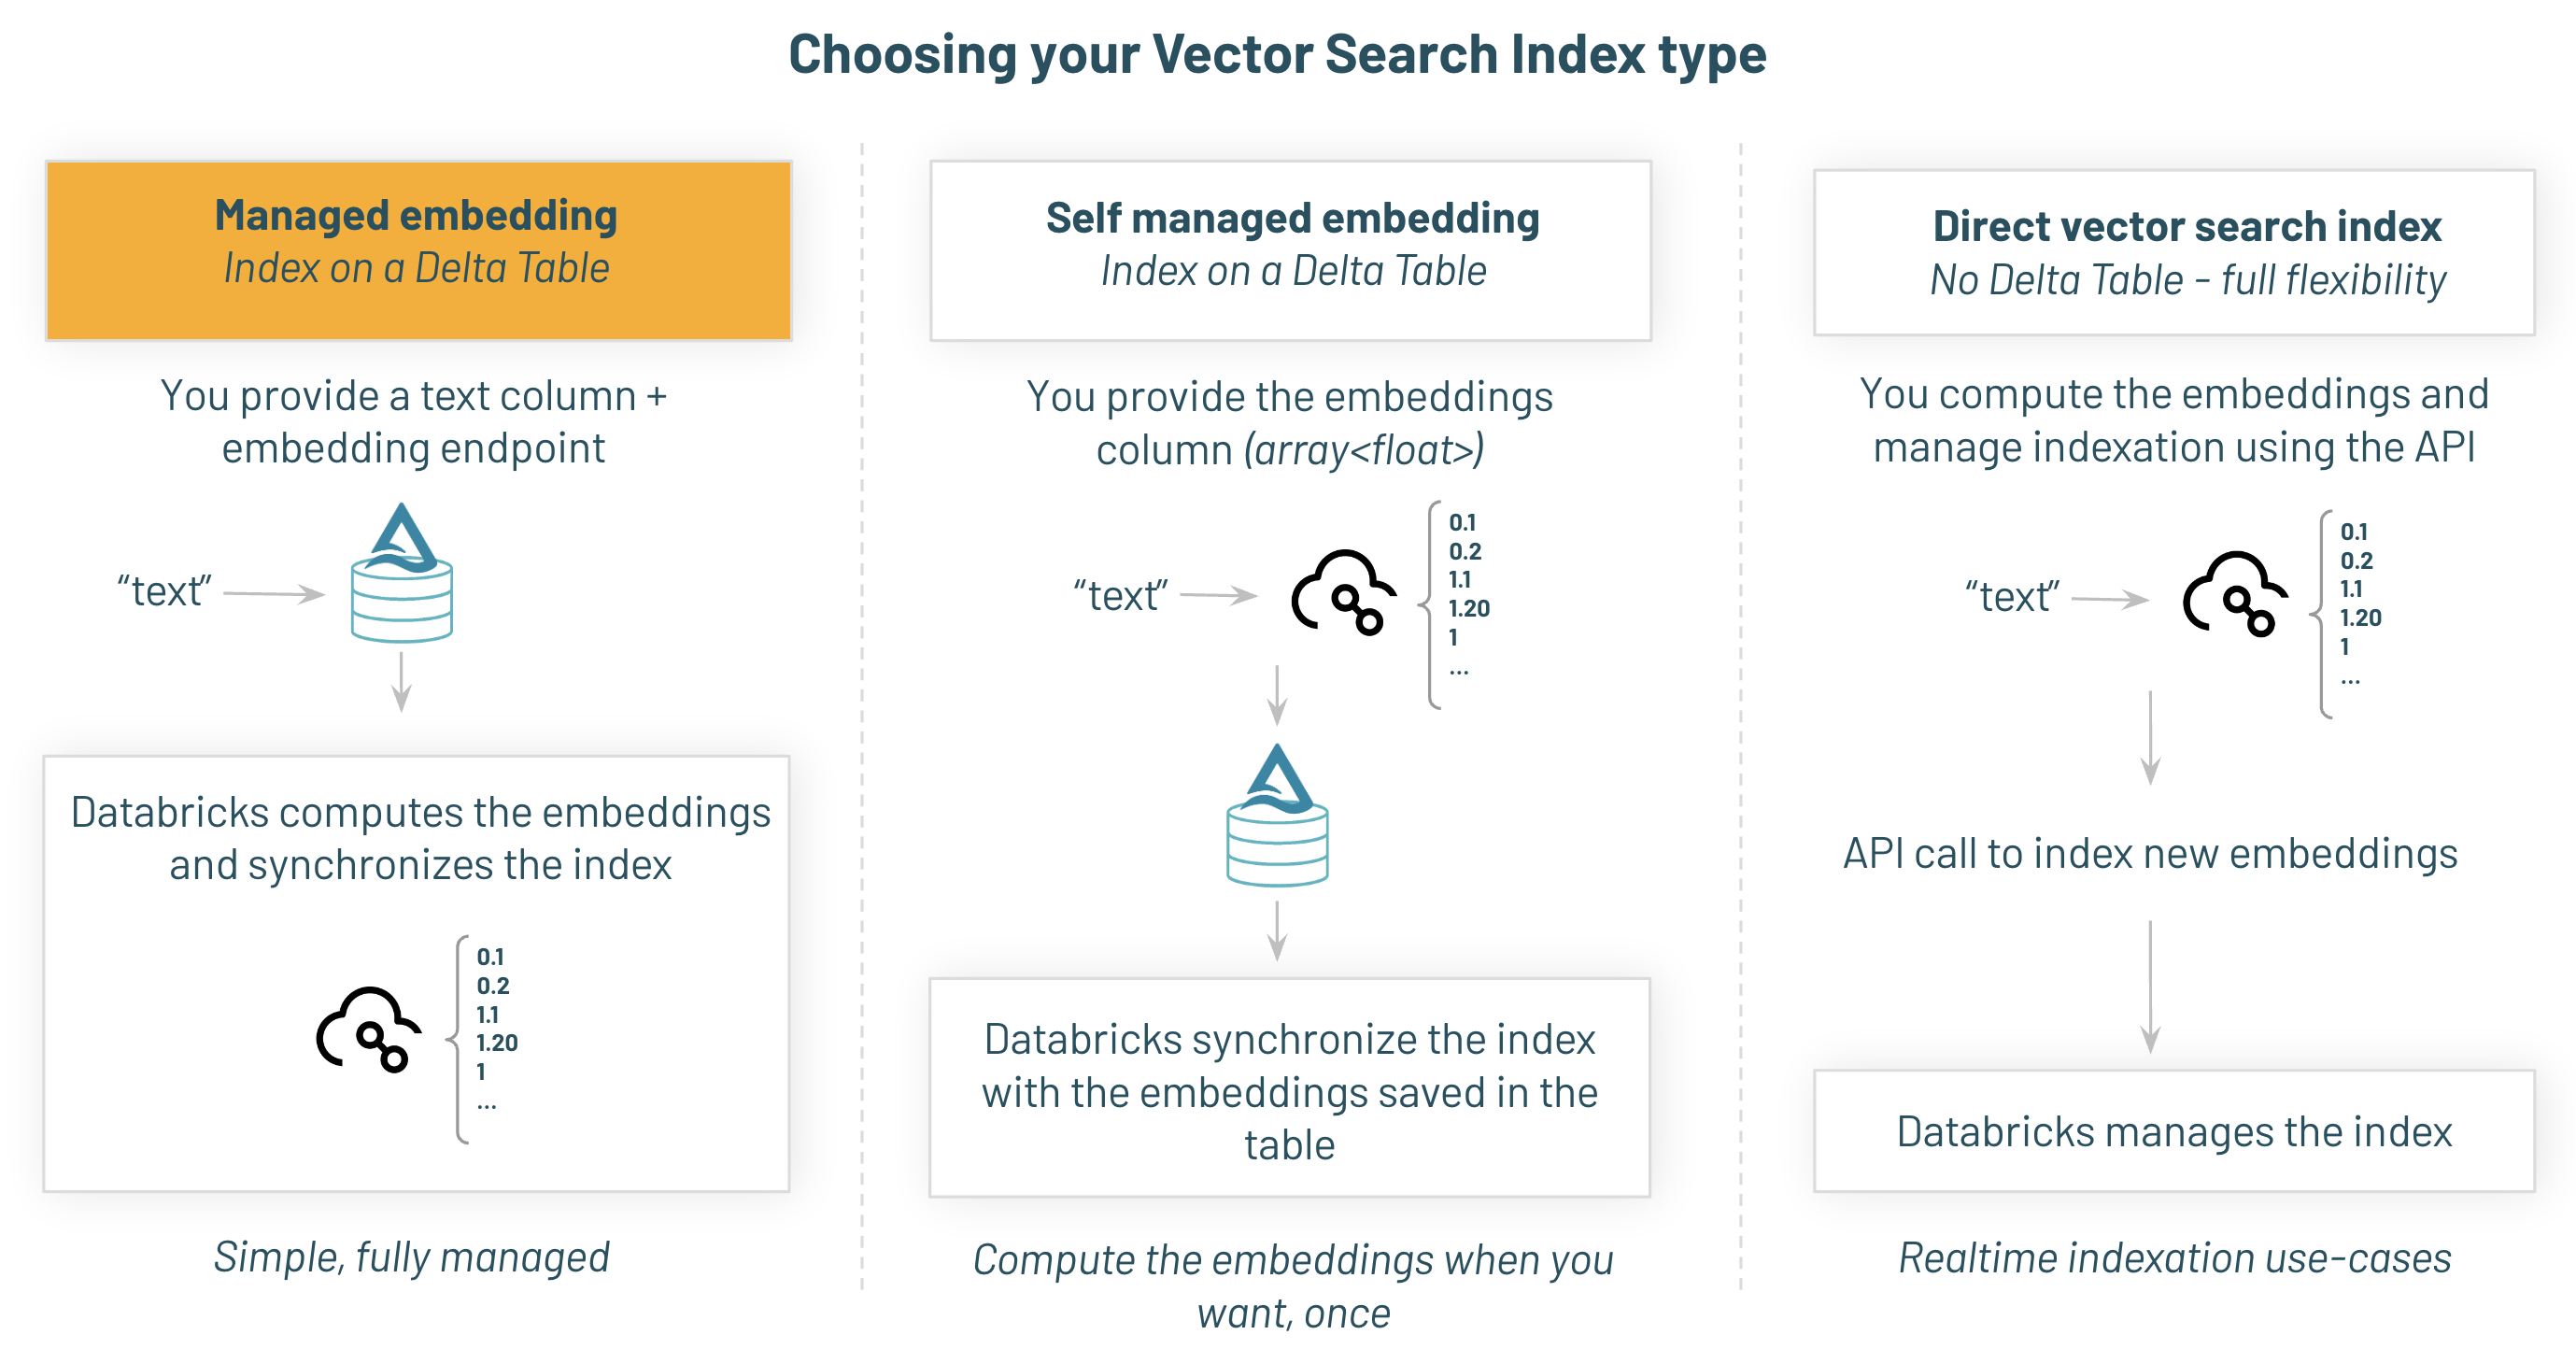 Choosing your Vector Search Index type
Managed embedding
Index on a Delta Table
You provide a text column +
embedding endpoint
“text”
Databricks computes the embeddings
and synchronizes the index
0.1
0.2
1.1
1.20
1
...
Simple, fully managed
Self managed embedding
Index on a Delta Table
You provide the embeddings
column (array<float>)
“text”
0.1
0.2
1.1
1.20
1
...
Databricks synchronize the index
with the embeddings saved in the
table
Compute the embeddings when you
want, once
Direct vector search index
No Delta Table - full flexibility
You compute the embeddings and
manage indexation using the API
“text”
0.1
0.2
1.1
1.20
1
...
API call to index new embeddings
Databricks manages the index
Realtime indexation use-cases